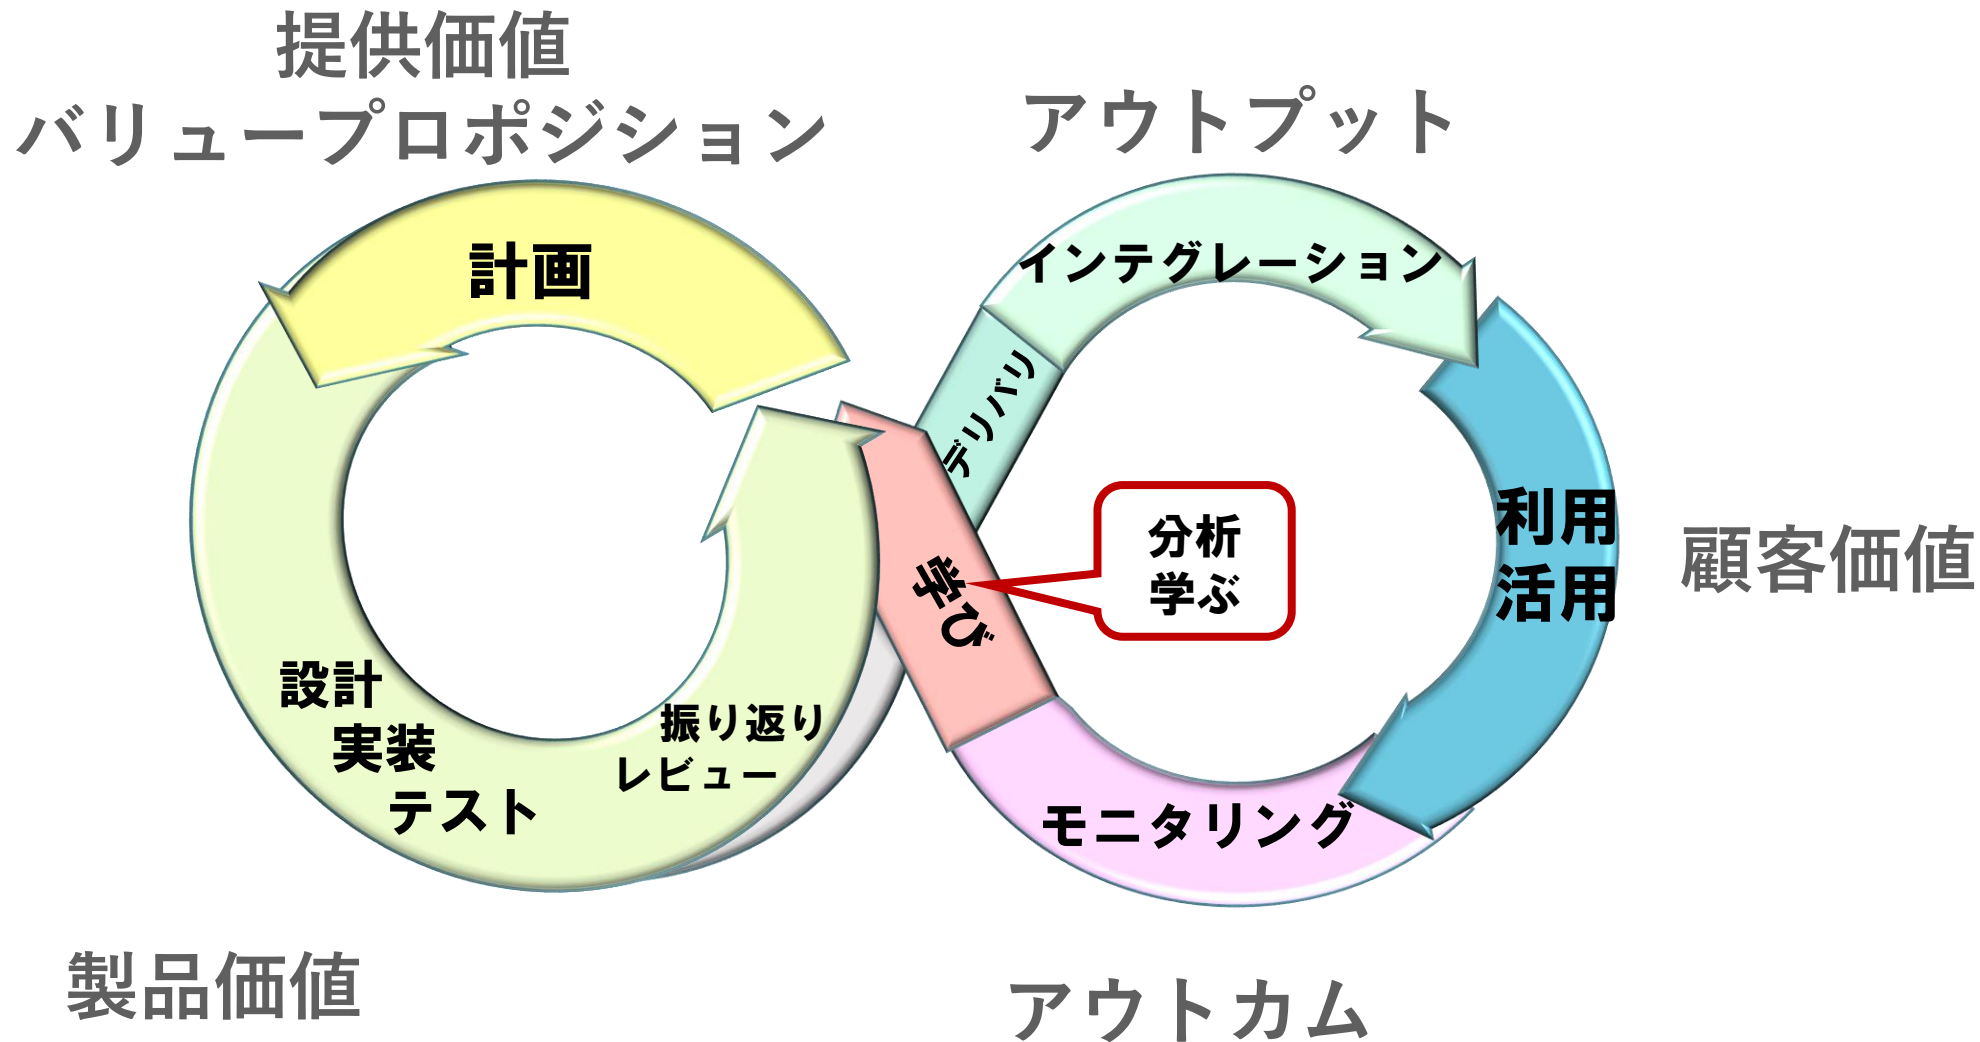 提供価値
バリュープロポジション
アウトプット
計画
インテグレーション
デリバリ
利用
活用
顧客価値
分析
学ぶ
学び
設計
実装
テスト
振り返り
レビュー
モニタリング
製品価値
アウトカム